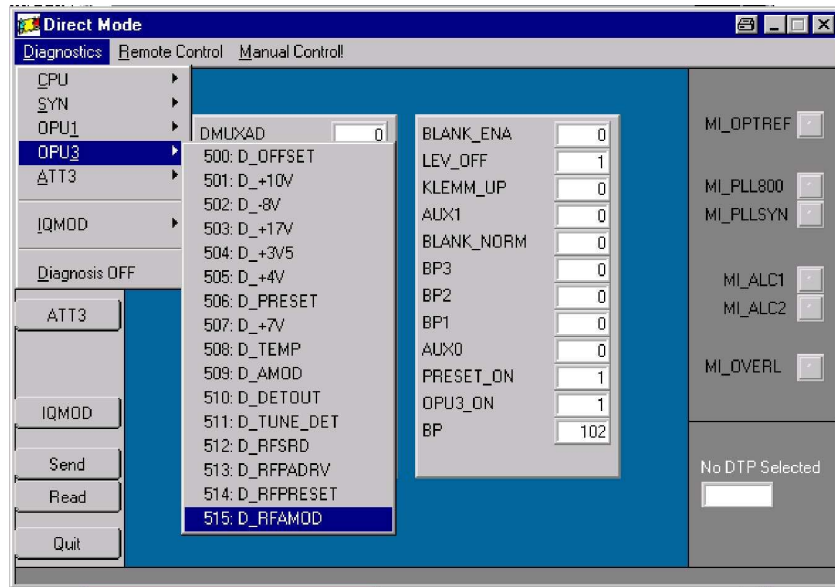 Direct Mode
Diagnostics Remote Control Manual Control!
CPU
SYN
OPU1
OPU3
ATT3
IQMOD
Diagnosis OFF
ATT3
IQMOD
Send
Read
Quit
DMUXAD 0
500: D_OFFSET
501: D_+10V
502: D_-8V
503: D_+17V
504: D_+3V5
505: D_+4V
506: D_PRESET
507: D_+7V
508: D_TEMP
509: D_AMOD
510: D_DETOUT
511: D_TUNE_DET
512: D_RFSRD
513: D_RFPADRV
514: D_RFPRESET
515: D_RFAMOD
BLANK_ENA 0
LEV_OFF 1
KLEMM_UP 0
AUX1 0
BLANK_NORM 0
BP3 0
BP2 0
BP1 0
AUX0 0
PRESET_ON 1
OPU3_ON 1
BP 102
MI_OPTREF
MI_PLL800
MI_PLLSYN
MI_ALC1
MI_ALC2
MI_OVERL
No DTP Selected